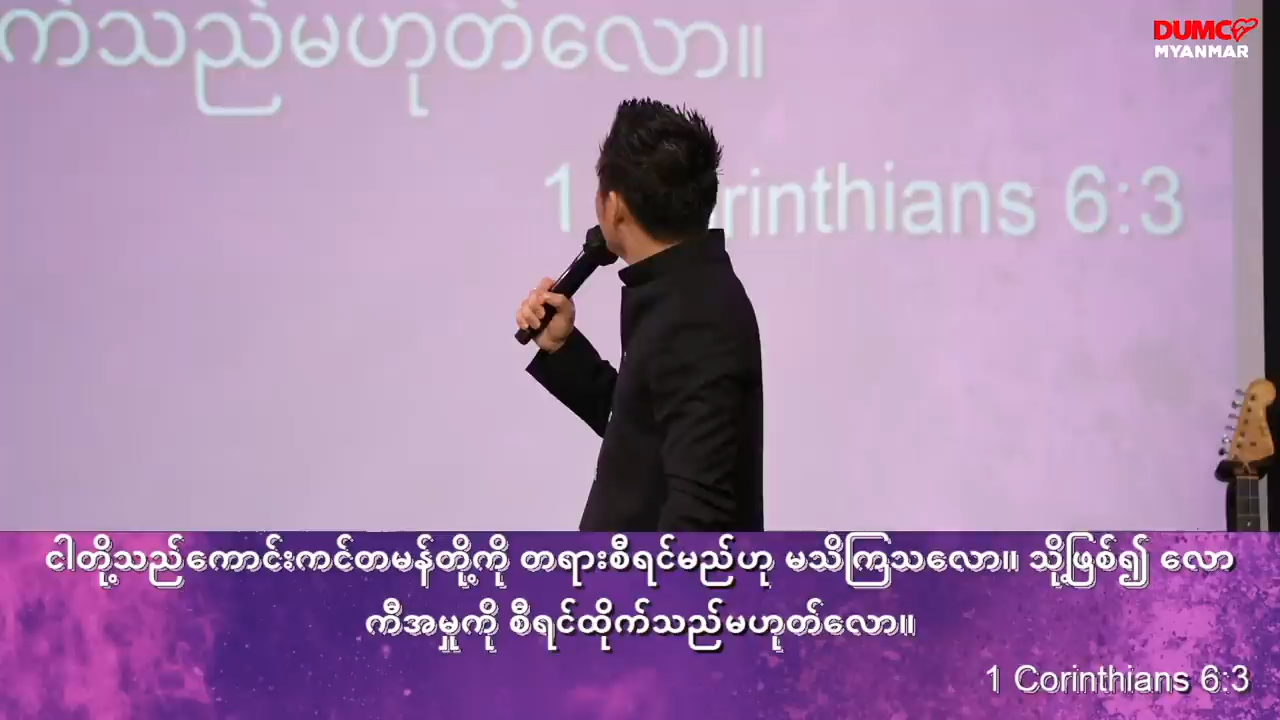 က်သည်မဟုတ်လော။
DUMC
MYANMAR
1 Corinthians 6:3
ငါတို့သည်ကောင်းကင်တမန်တို့ကို တရားစီရင်မည်ဟု မသိကြသလော။ သို့ဖြစ်၍ လော
ကီအမှုကို စီရင်ထိုက်သည်မဟုတ်လော။
1 Corinthians 6:3